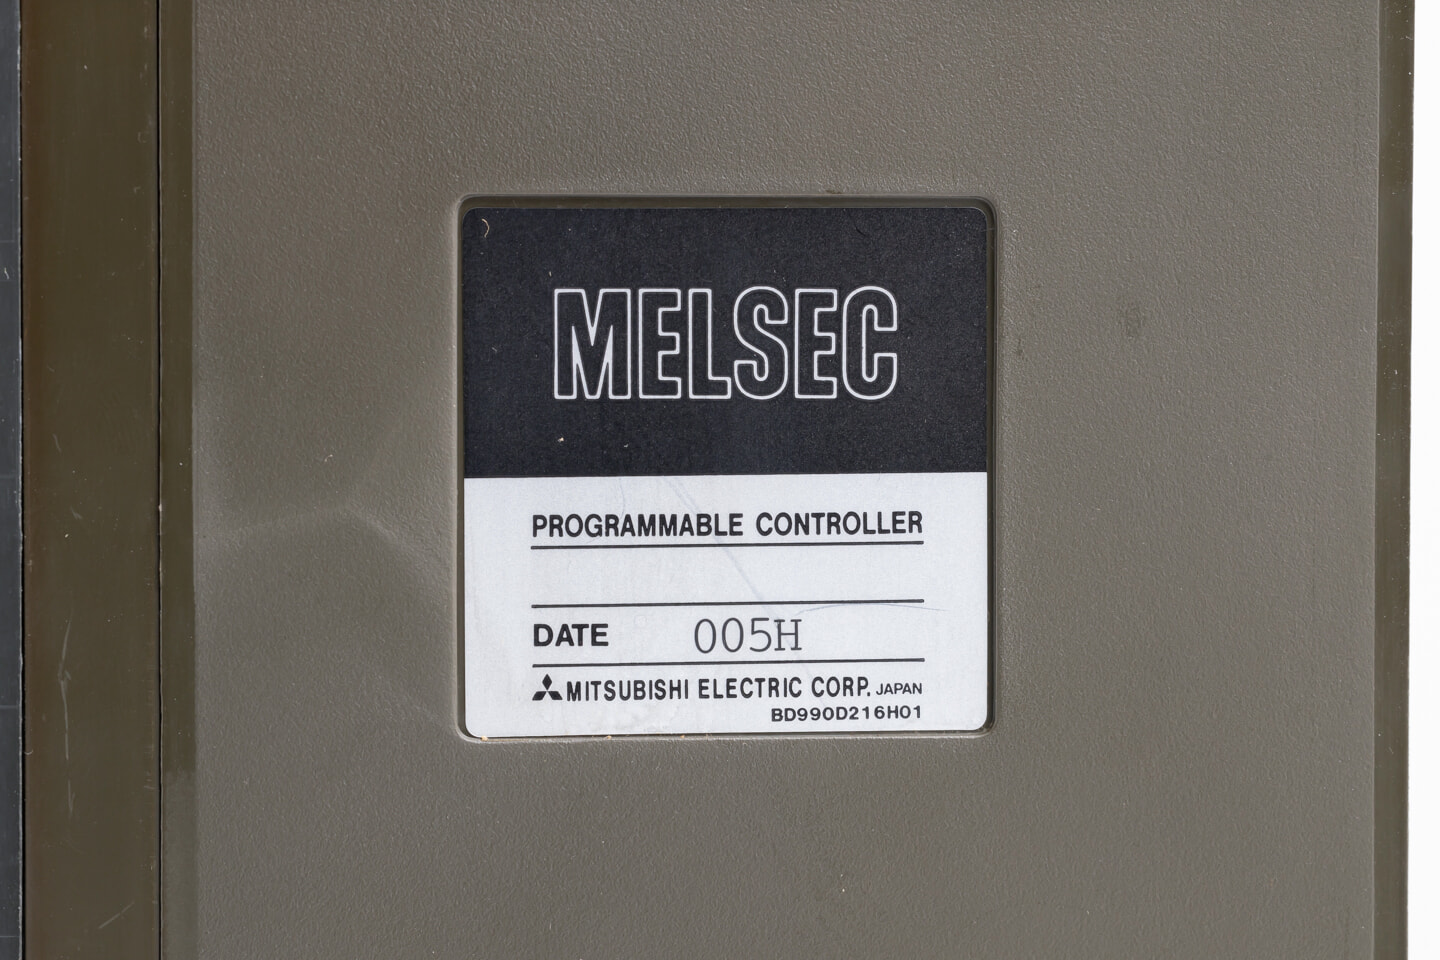 MELSEC
PROGRAMMABLE CONTROLLER
DATE 005H
MITSUBISHI ELECTRIC CORP. JAPAN
BD990D216H01